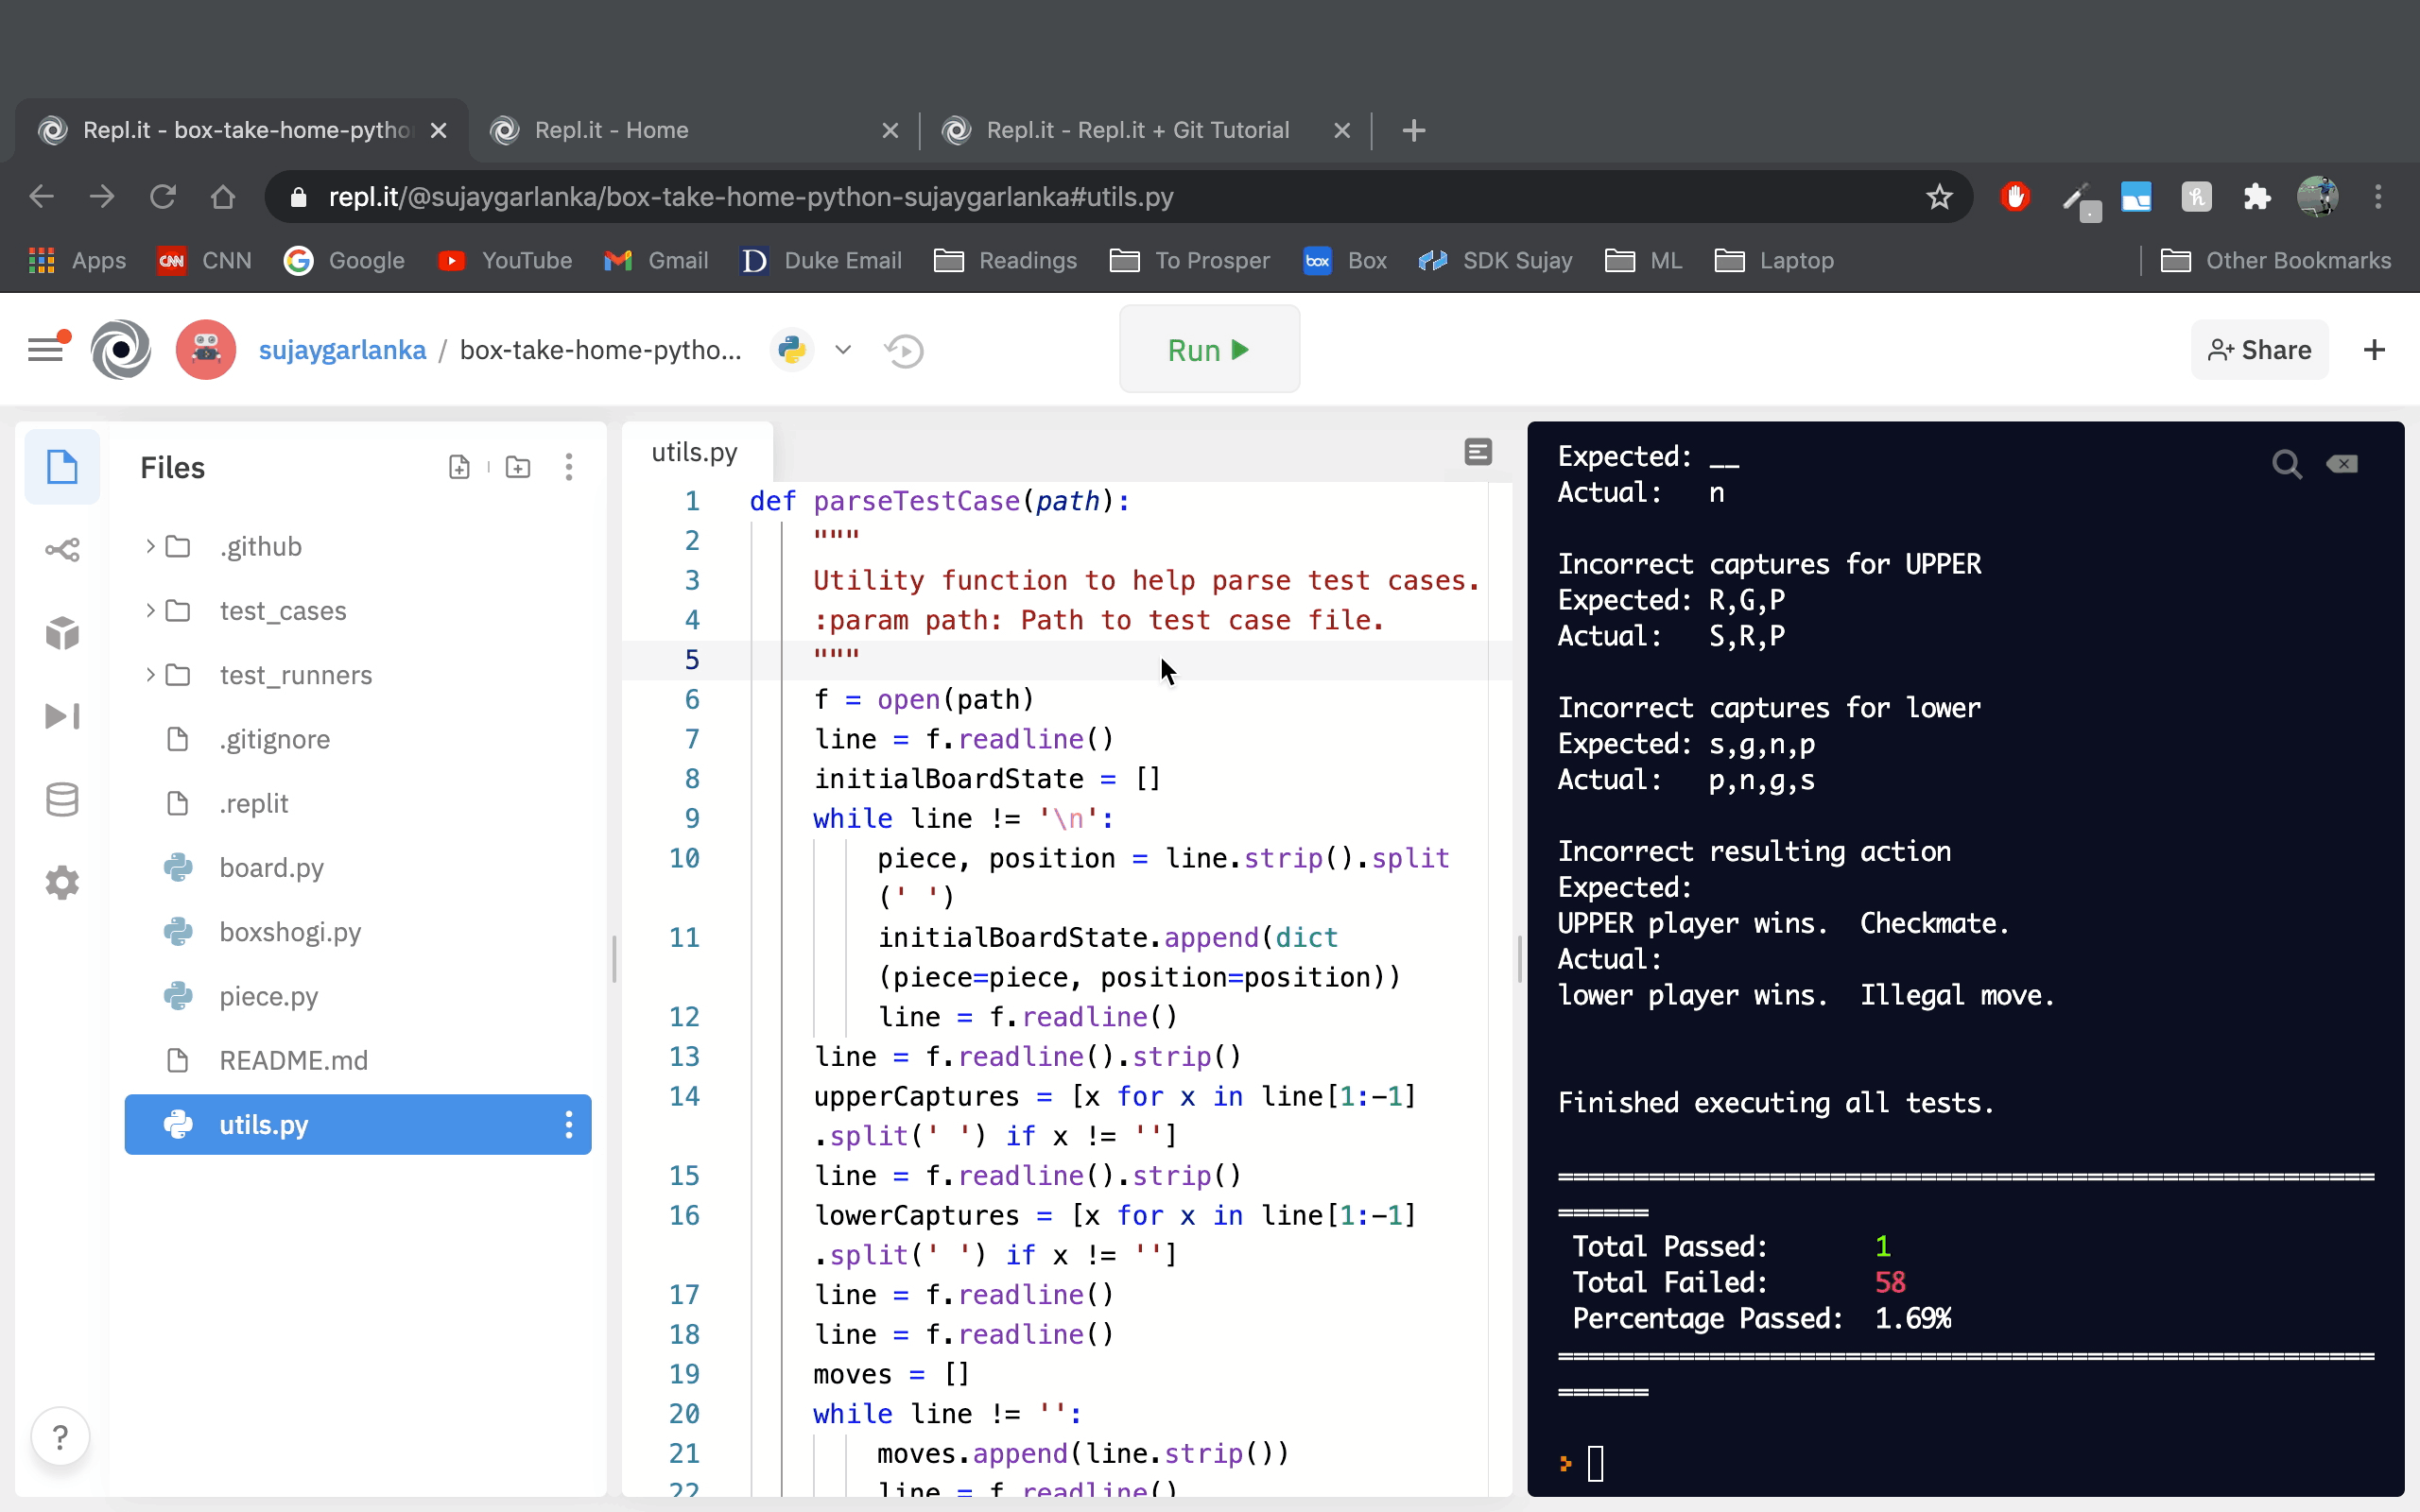 Repl.it - box-take-home-pytho
Repl.it - Home
Repl.it - Repl.it + Git Tutorial
repl.it/@sujaygarlanka/box-take-home-python-sujaygarlanka#utils.py
Apps
CNN
CNN
Google
YouTube
Gmail
D
Duke Email
Readings
To Prosper
box
Box
SDK Sujay
ML
Laptop
Other Bookmarks
sujaygarlanka / box-take-home-pytho...
Run
Share
Files
.github
test_cases
test_runners
.gitignore
.replit
board.py
boxshogi.py
piece.py
README.md
utils.py
?
utils.py
1 def parseTestCase(path):
2 """
3 Utility function to help parse test cases.
4 :param path: Path to test case file.
5 """
6 f = open(path)
7 line = f.readline()
8 initialBoardState = []
9 while line != '\n':
10 piece, position = line.strip().split
(' ')
11 initialBoardState.append(dict
(piece=piece, position=position))
12 line = f.readline()
13 line = f.readline().strip()
14 upperCaptures = [x for x in line[1:-1]
.split(' ') if x != '']
15 line = f.readline().strip()
16 lowerCaptures = [x for x in line[1:-1]
.split(' ') if x != '']
17 line = f.readline()
18 line = f.readline()
19 moves = []
20 while line != '':
21 moves.append(line.strip())
22 line = f.readline()
Expected: __
Actual: n
Incorrect captures for UPPER
Expected: R,G,P
Actual: S,R,P
Incorrect captures for lower
Expected: s,g,n,p
Actual: p,n,g,s
Incorrect resulting action
Expected:
UPPER player wins. Checkmate.
Actual:
lower player wins. Illegal move.
Finished executing all tests.
======================================================
======
Total Passed: 1
Total Failed: 58
Percentage Passed: 1.69%
======================================================
======